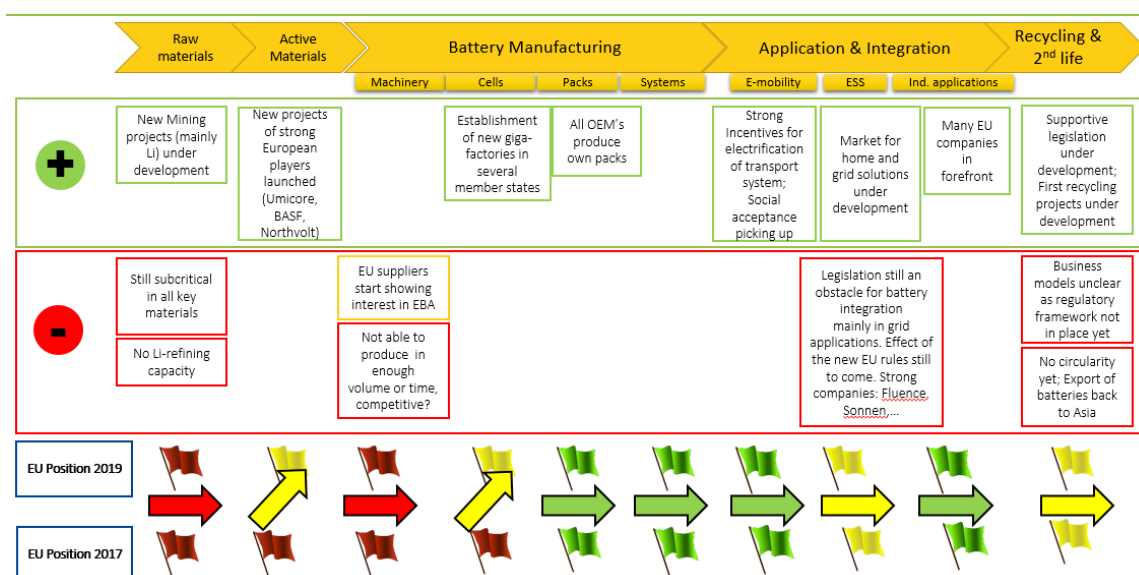 Raw
materials
Active
Materials
Battery Manufacturing
Application & Integration
Recycling &
2nd life
Machinery
Cells
Packs
Systems
E-mobility
ESS
Ind. applications
+
New Mining
projects (mainly
Li) under
development
New projects
of strong
European
players
launched
(Umicore,
BASF,
Northvolt)
Establishment
of new giga-
factories in
several
member states
All OEM's
produce
own packs
Strong
Incentives for
electrification
of transport
system;
Social
acceptance
picking up
Market for
home and
grid solutions
under
development
Many EU
companies
in
forefront
Supportive
legislation
under
development;
First recycling
projects under
development
-
Still subcritical
in all key
materials
No Li-refining
capacity
EU suppliers
start showing
interest in EBA
Not able to
produce in
enough
volume or time,
competitive?
Legislation still an
obstacle for battery
integration
mainly in grid
applications. Effect of
the new EU rules still
to come. Strong
companies: Fluence,
Sonnen,...
Business
models unclear
as regulatory
framework not
in place yet
No circularity
yet; Export of
batteries back
to Asia
EU Position 2019
EU Position 2017